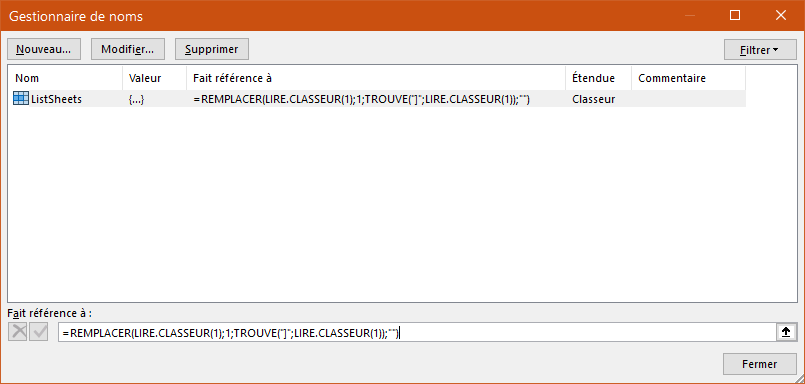 Gestionnaire de noms
Nouveau... Modifier... Supprimer Filtrer
Nom Valeur Fait référence à Étendue Commentaire
ListSheets {...} =REMPLACER(LIRE.CLASSEUR(1);1;TROUVE("]";LIRE.CLASSEUR(1));"") Classeur
Fait référence à :
=REMPLACER(LIRE.CLASSEUR(1);1;TROUVE("]";LIRE.CLASSEUR(1));"")
Fermer